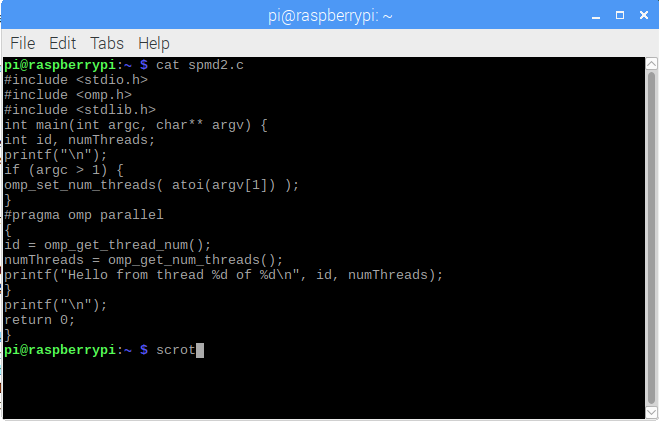 pi@raspberrypi: ~
File Edit Tabs Help
pi@raspberrypi:~ $ cat spmd2.c
#include <stdio.h>
#include <omp.h>
#include <stdlib.h>
int main(int argc, char** argv) {
int id, numThreads;
printf("\n");
if (argc > 1) {
omp_set_num_threads( atoi(argv[1]) );
}
#pragma omp parallel
{
id = omp_get_thread_num();
numThreads = omp_get_num_threads();
printf("Hello from thread %d of %d\n", id, numThreads);
}
printf("\n");
return 0;
}
pi@raspberrypi:~ $ scrot